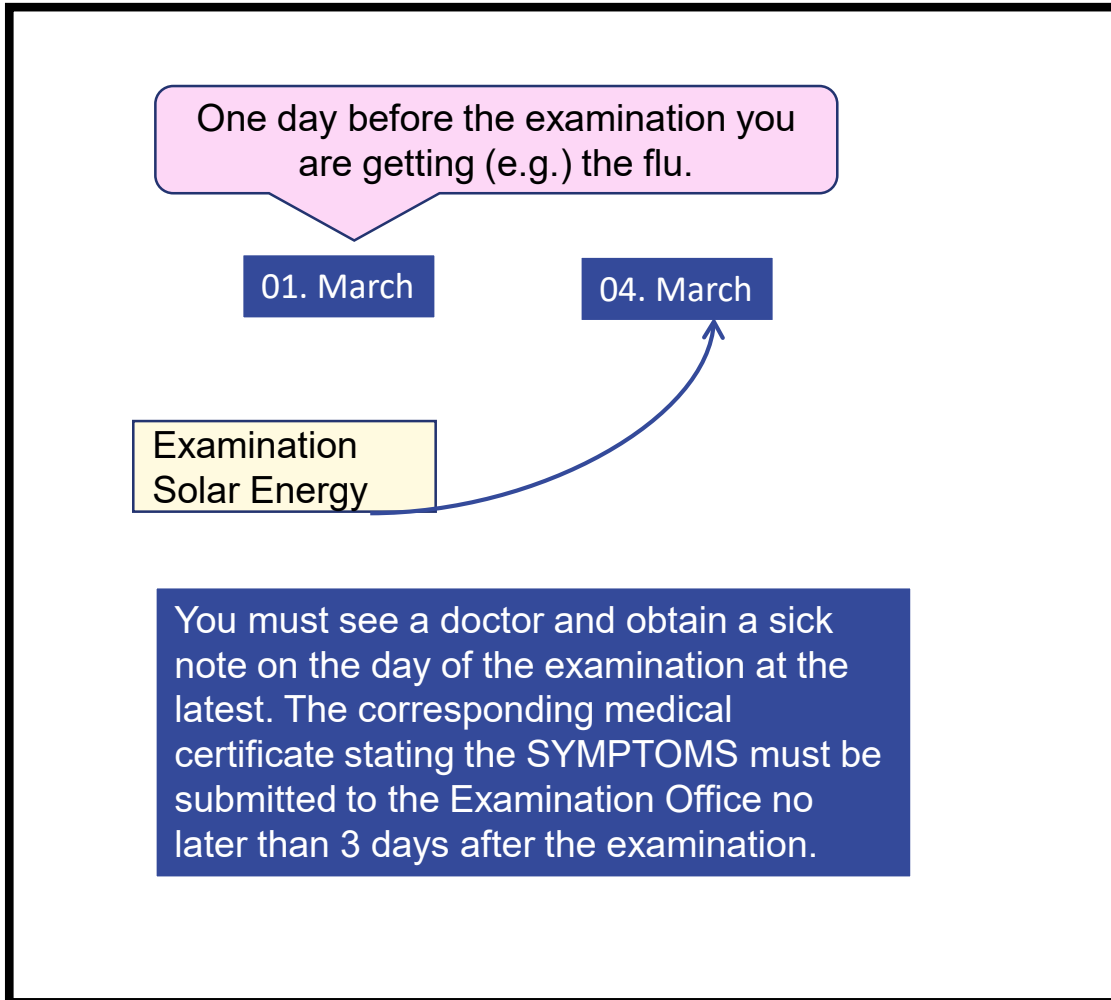 One day before the examination you
are getting (e.g.) the flu.
01. March
04. March
Examination
Solar Energy
You must see a doctor and obtain a sick
note on the day of the examination at the
latest. The corresponding medical
certificate stating the SYMPTOMS must be
submitted to the Examination Office no
later than 3 days after the examination.